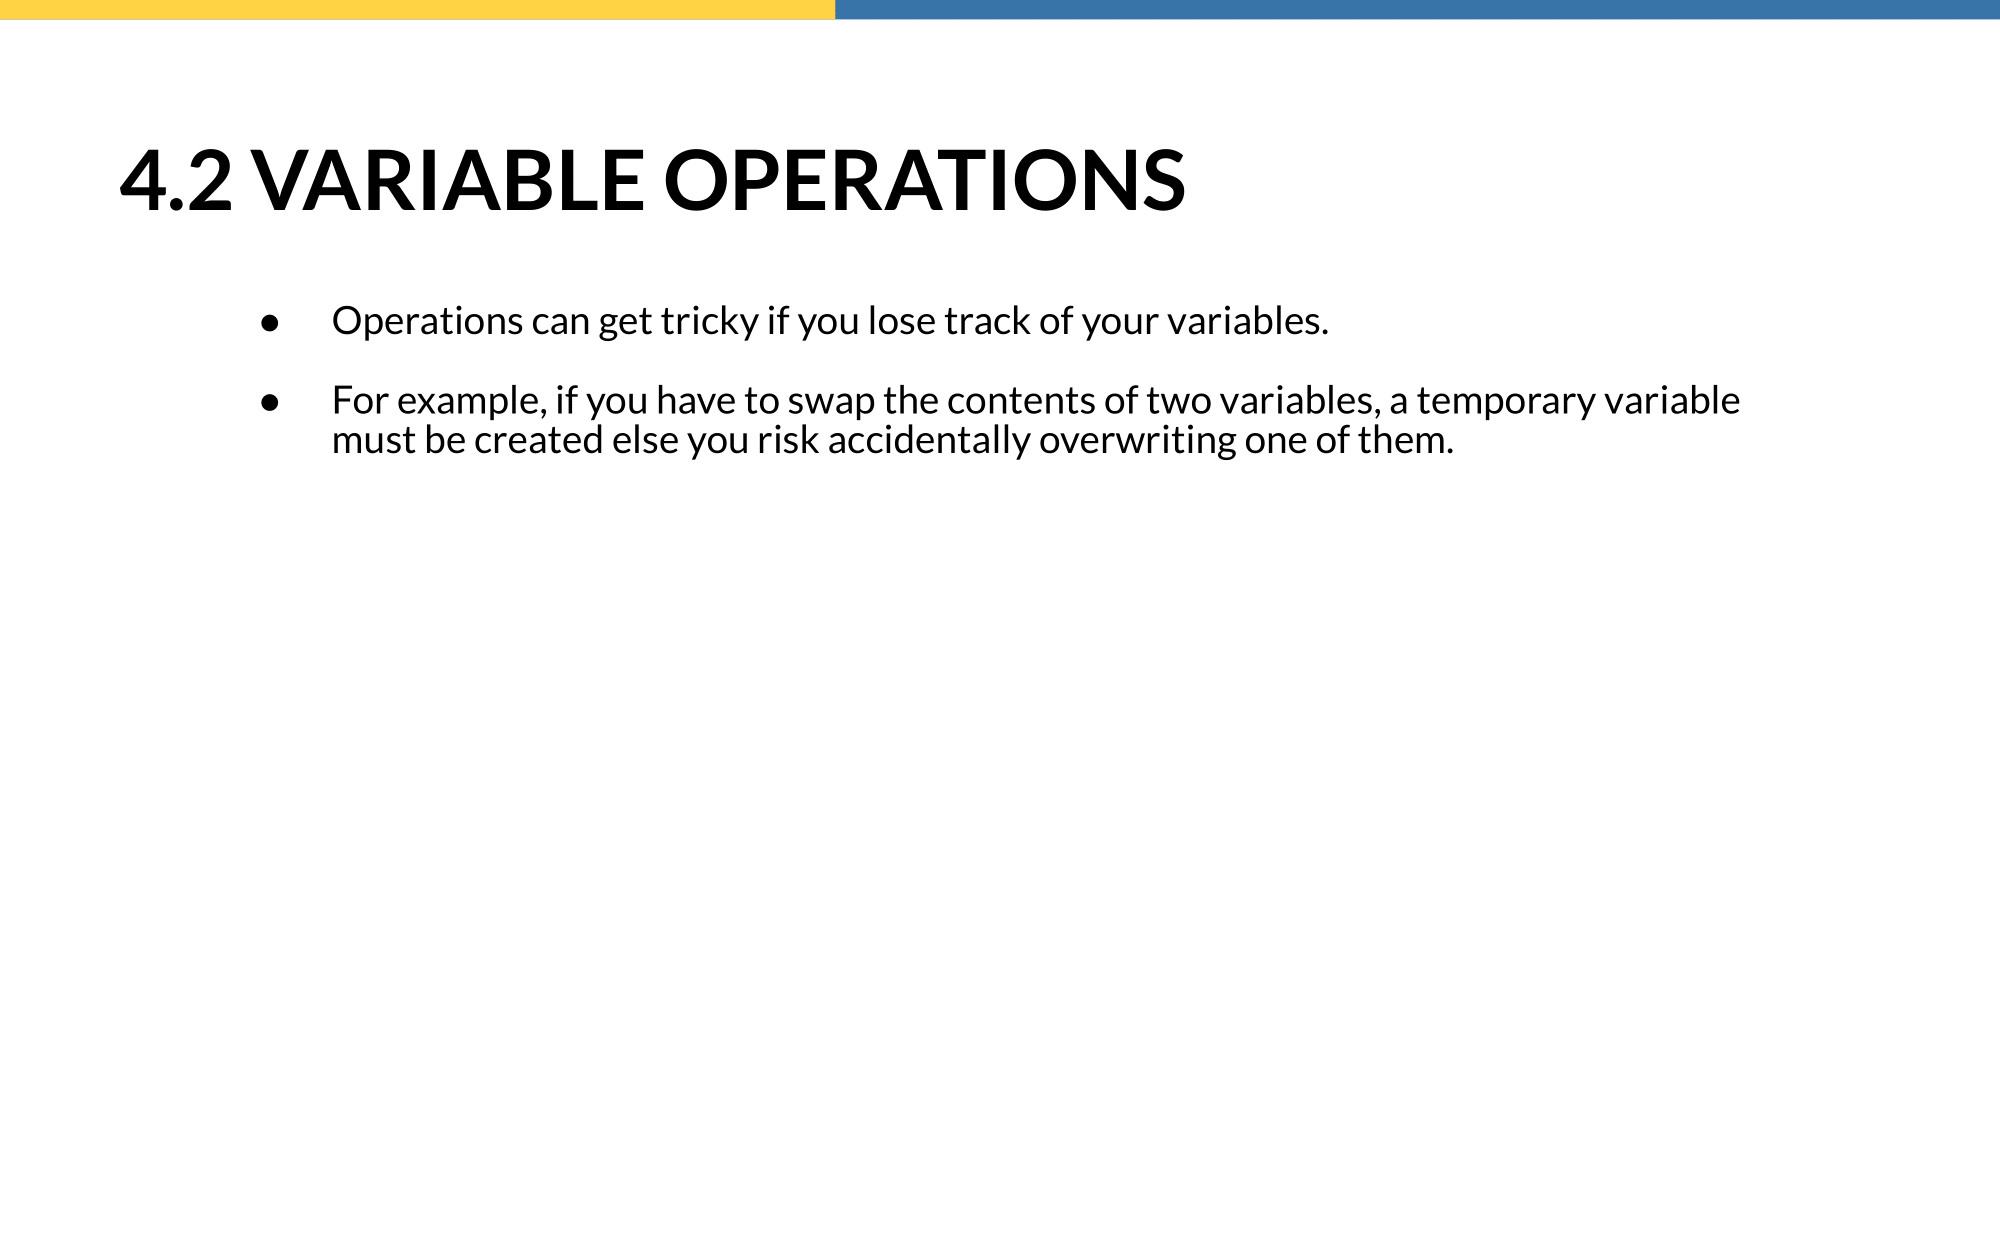 4.2 VARIABLE OPERATIONS
● Operations can get tricky if you lose track of your variables.
● For example, if you have to swap the contents of two variables, a temporary variable
must be created else you risk accidentally overwriting one of them.